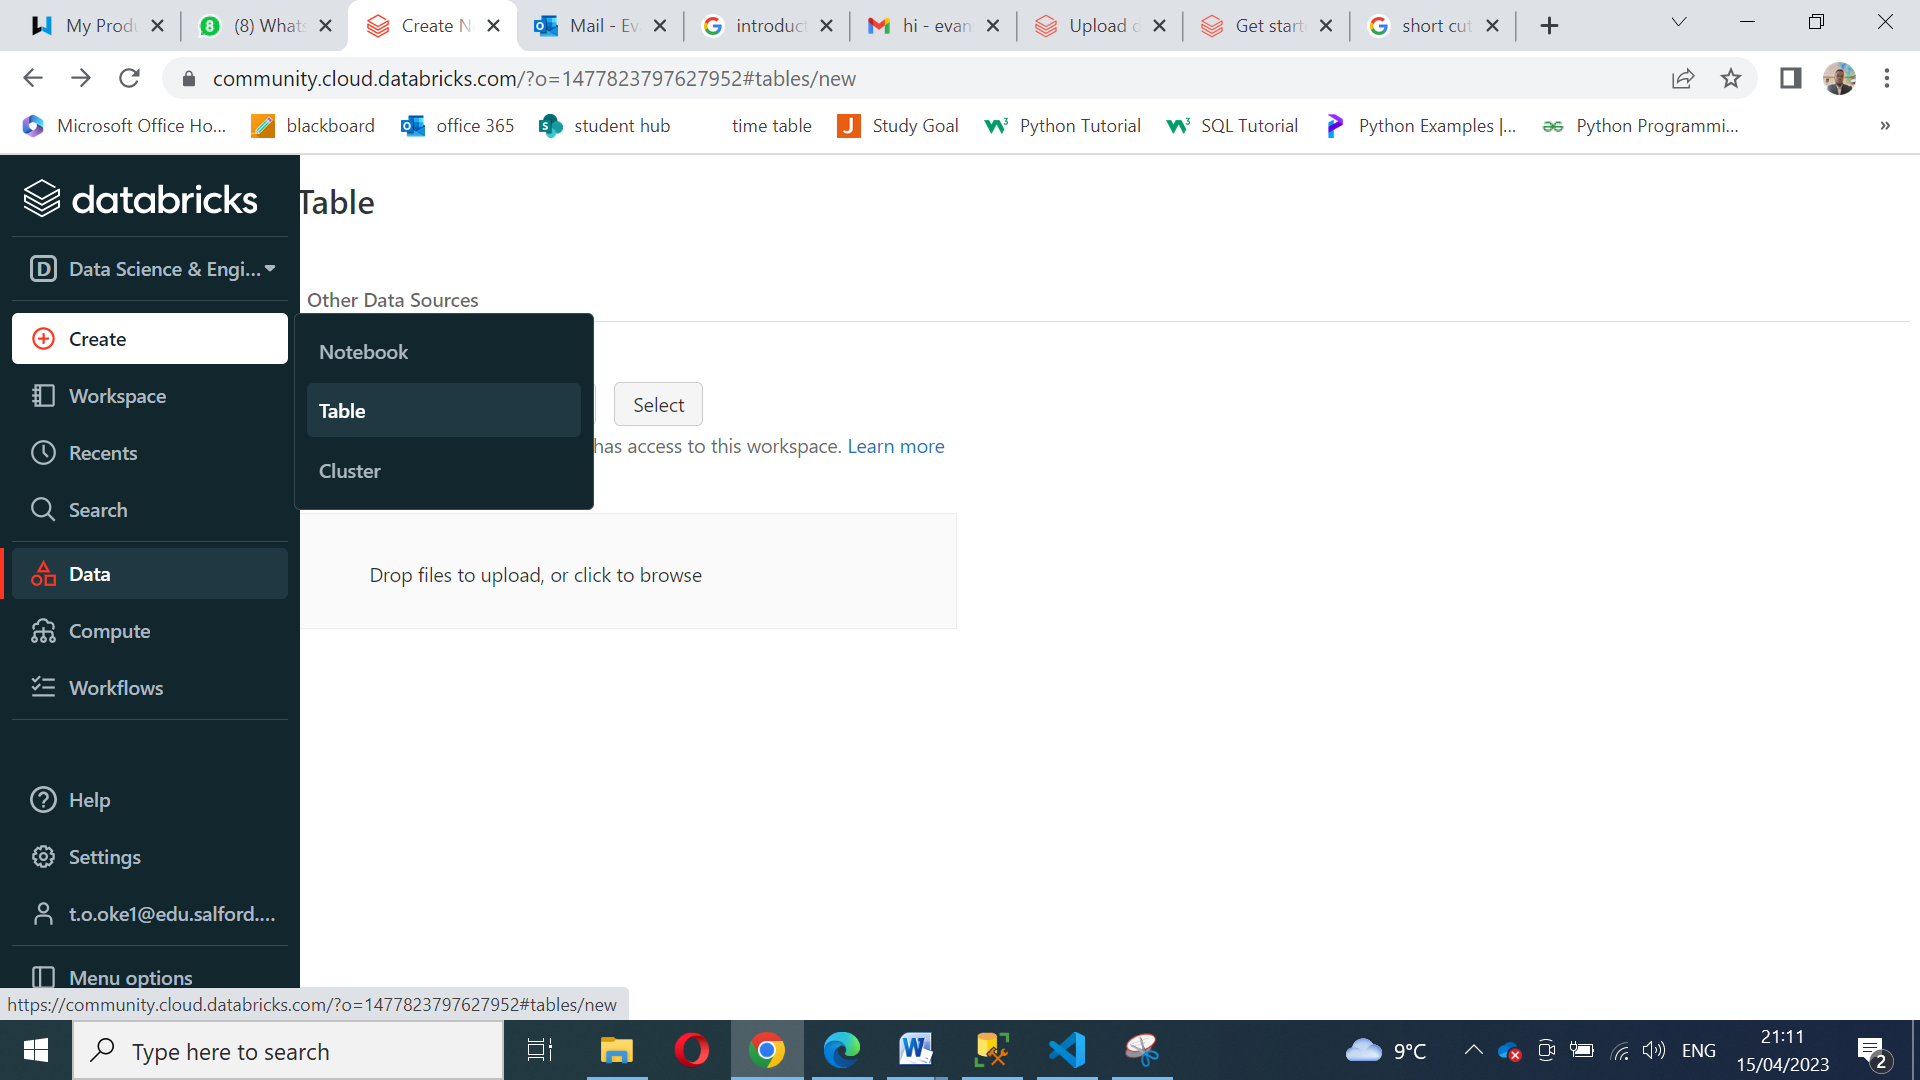 My Produ
(8) Whats
Create N
Mail - Ev
introduct
hi - evan
Upload d
Get start
short cut
community.cloud.databricks.com/?o=1477823797627952#tables/new
Microsoft Office Ho...
blackboard
office 365
student hub
time table
Study Goal
Python Tutorial
SQL Tutorial
Python Examples |...
Python Programmi...
»
databricks
Table
Data Science & Engi...
Other Data Sources
Create
Notebook
Workspace
Table
Select
Recents
has access to this workspace. Learn more
Cluster
Search
Data
Drop files to upload, or click to browse
Compute
Workflows
Help
Settings
t.o.oke1@edu.salford....
Menu options
https://community.cloud.databricks.com/?o=1477823797627952#tables/new
Type here to search
9°C
ENG
21:11
15/04/2023
2